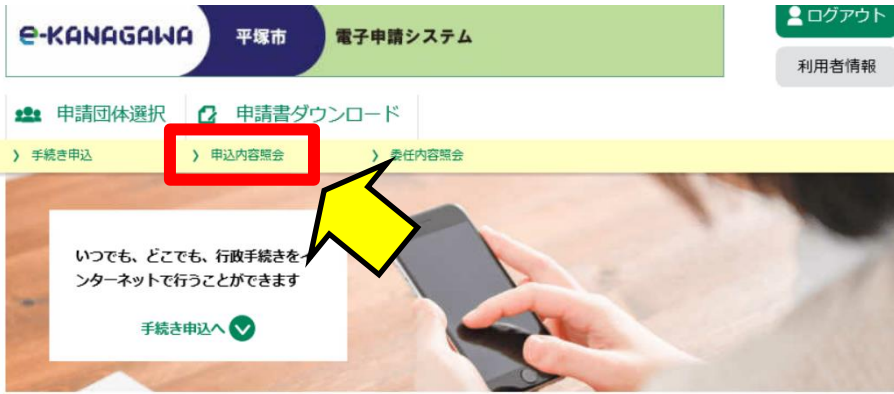 e-KANAGAWA 平塚市 電子申請システム
ログアウト
利用者情報
申請団体選択 申請書ダウンロード
手続き申込 申込内容照会 委任内容照会
いつでも、どこでも、行政手続きを
ンターネットで行うことができます
手続き申込へ